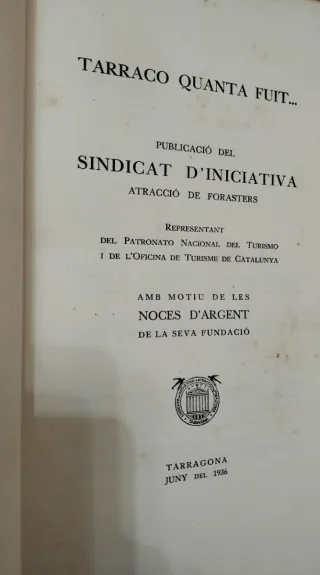 TARRACO QUANTA FUIT...
PUBLICACIÓ DEL
SINDICAT D'INICIATIVA
ATRACCIÓ DE FORASTERS
REPRESENTANT
DEL PATRONATO NACIONAL DEL TURISMO
I DE L'OFICINA DE TURISME DE CATALUNYA
AMB MOTIU DE LES
NOCES D'ARGENT
DE LA SEVA FUNDACIÓ
TARRAGONA
JUNY DEL 1936